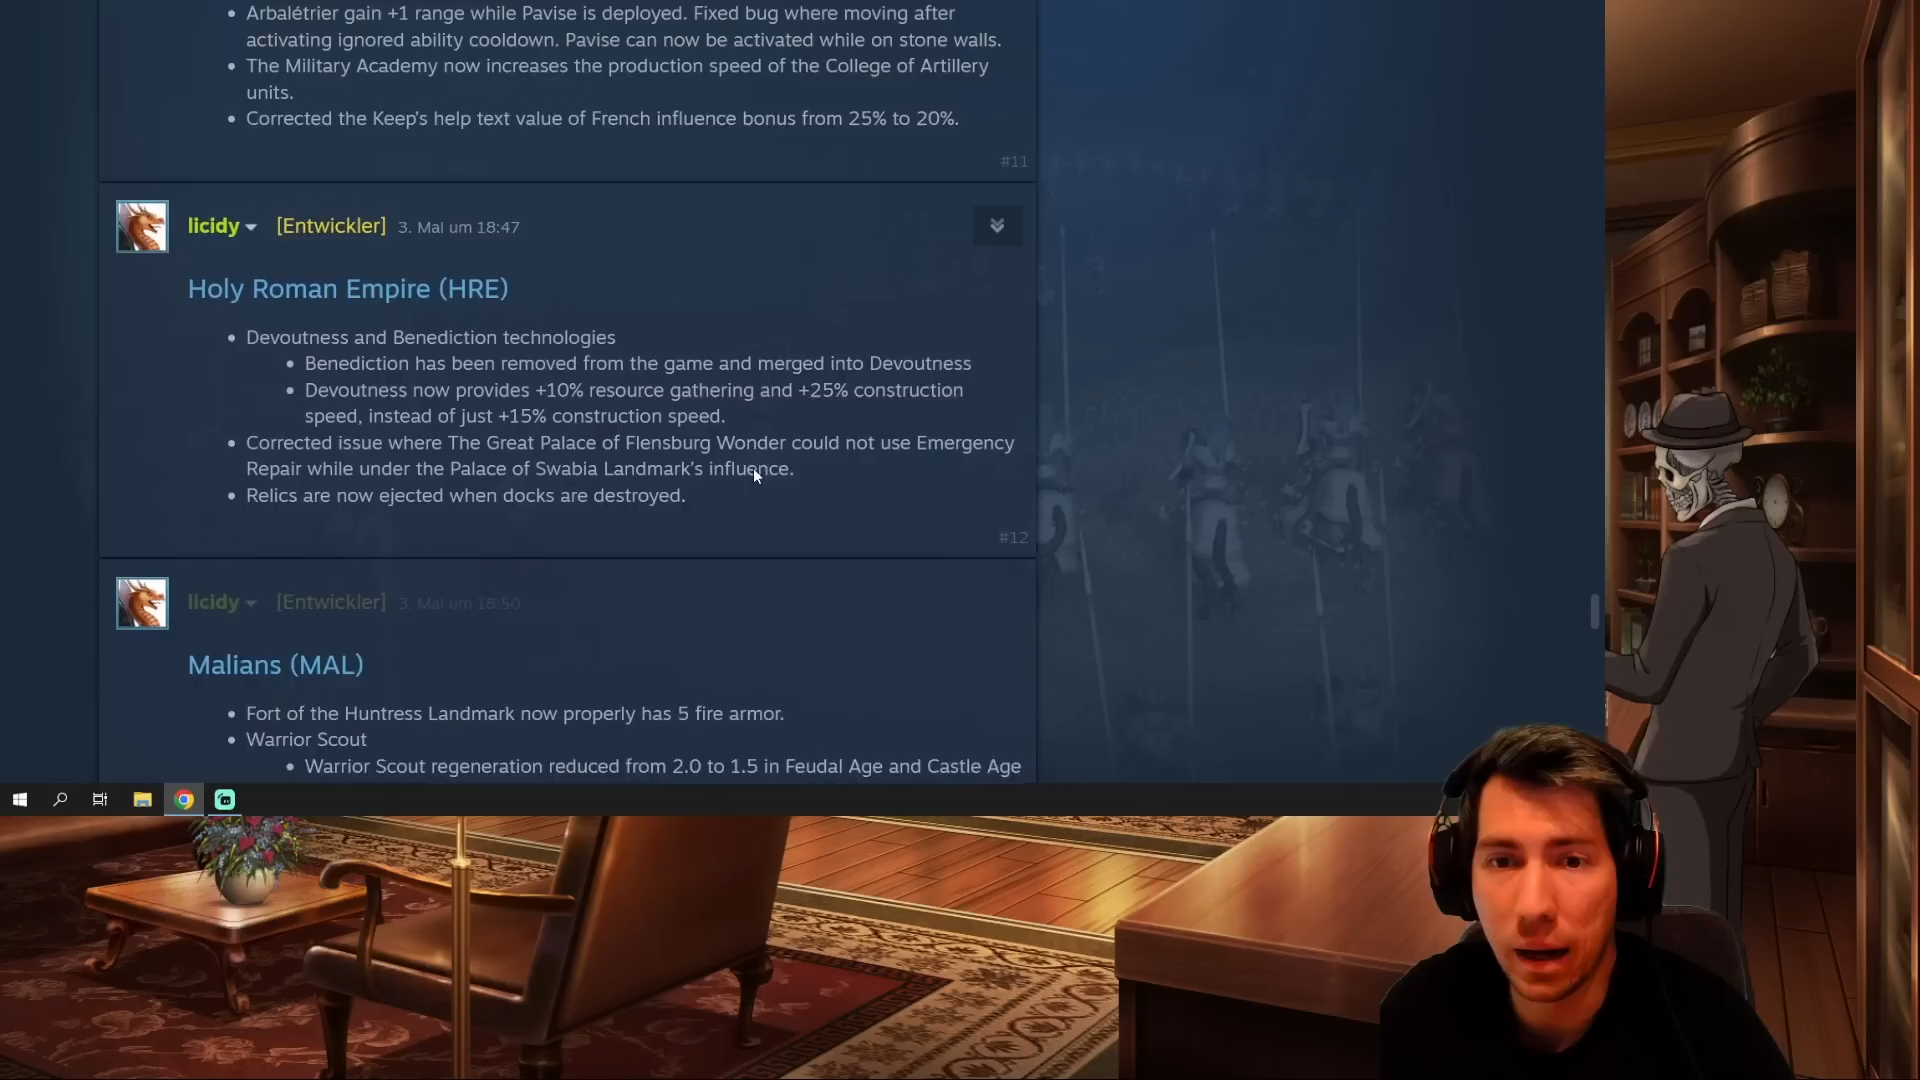 Arbalétrier gain +1 range while Pavise is deployed. Fixed bug where moving after
activating ignored ability cooldown. Pavise can now be activated while on stone walls.
The Military Academy now increases the production speed of the College of Artillery
units.
Corrected the Keep's help text value of French influence bonus from 25% to 20%.
#11
licidy [Entwickler] 3. Mai um 18:47
Holy Roman Empire (HRE)
Devoutness and Benediction technologies
Benediction has been removed from the game and merged into Devoutness
Devoutness now provides +10% resource gathering and +25% construction
speed, instead of just +15% construction speed.
Corrected issue where The Great Palace of Flensburg Wonder could not use Emergency
Repair while under the Palace of Swabia Landmark's influence.
Relics are now ejected when docks are destroyed.
#12
licidy [Entwickler] 3. Mai um 18:50
Malians (MAL)
Fort of the Huntress Landmark now properly has 5 fire armor.
Warrior Scout
Warrior Scout regeneration reduced from 2.0 to 1.5 in Feudal Age and Castle Age